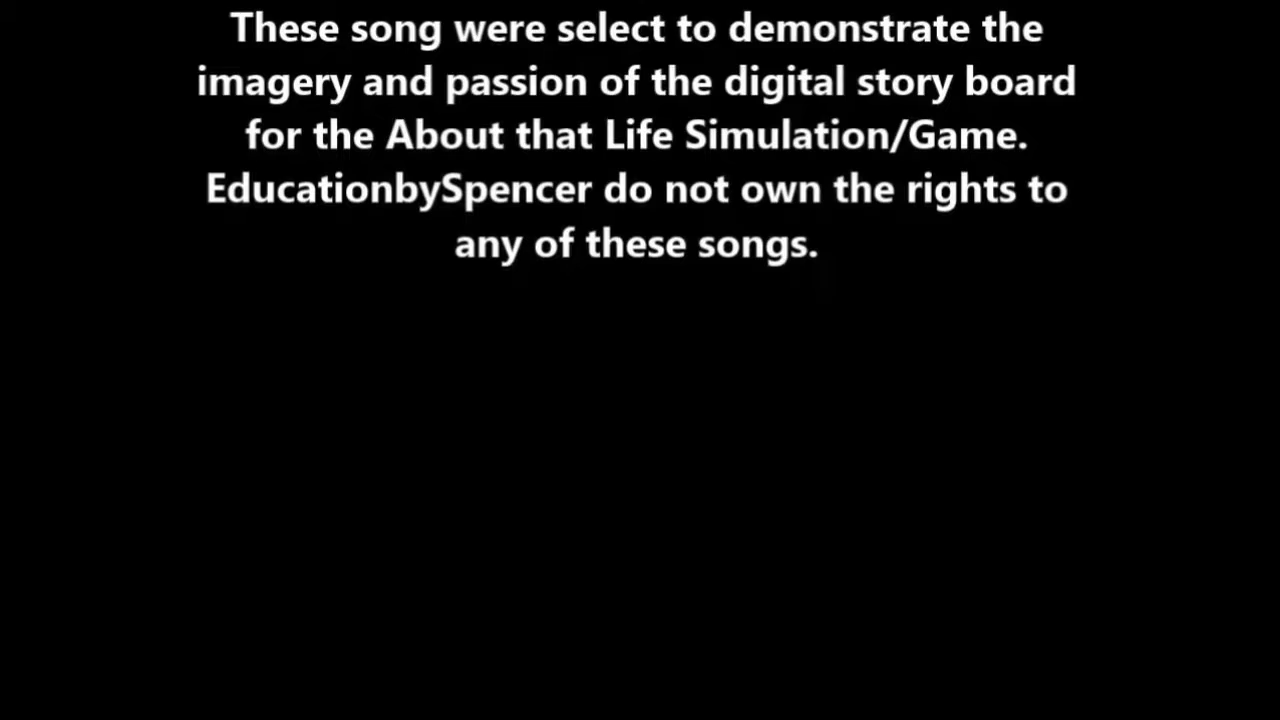 These song were select to demonstrate the
imagery and passion of the digital story board
for the About that Life Simulation/Game.
EducationbySpencer do not own the rights to
any of these songs.